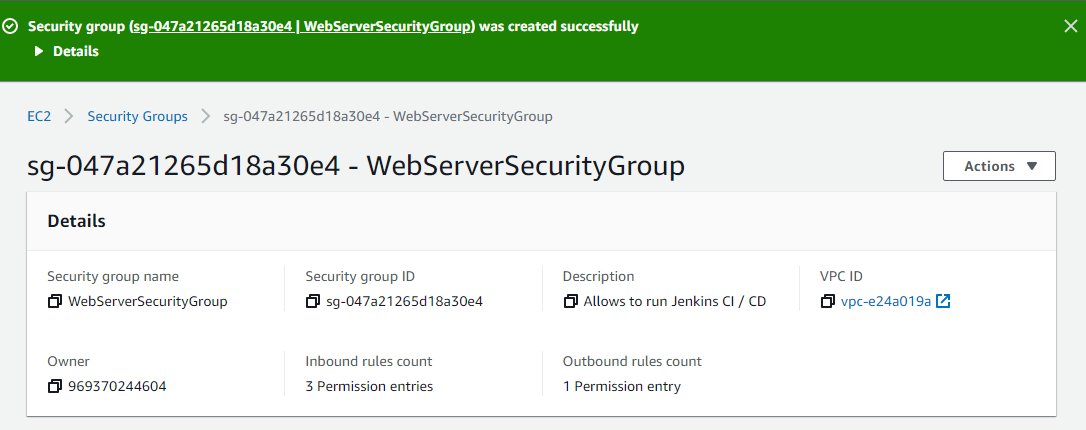 Security group (sg-047a21265d18a30e4 | WebServerSecurityGroup) was created successfully
Details
EC2 > Security Groups > sg-047a21265d18a30e4 - WebServerSecurityGroup
sg-047a21265d18a30e4 - WebServerSecurityGroup
Actions
Details
Security group name Security group ID Description VPC ID
WebServerSecurityGroup sg-047a21265d18a30e4 Allows to run Jenkins CI / CD vpc-e24a019a
Owner Inbound rules count Outbound rules count
969370244604 3 Permission entries 1 Permission entry